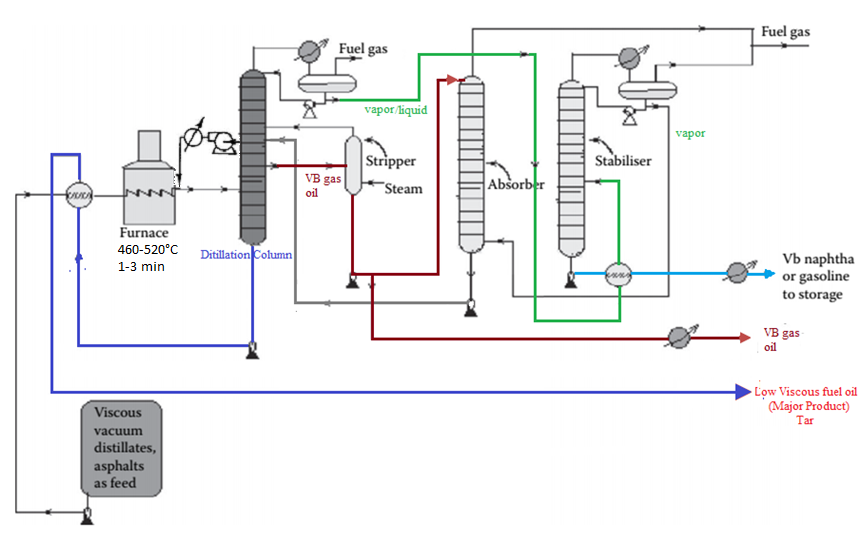 Fuel gas
Fuel gas
vapor/liquid
vapor
Stripper
Steam
VB gas
oil
Absorber
Stabiliser
Furnace
460-520°C
1-3 min
Ditillation Column
Vb naphtha
or gasoline
to storage
VB gas
oil
Low Viscous fuel oil
(Major Product)
Tar
Viscous
vacuum
distillates,
asphalts
as feed